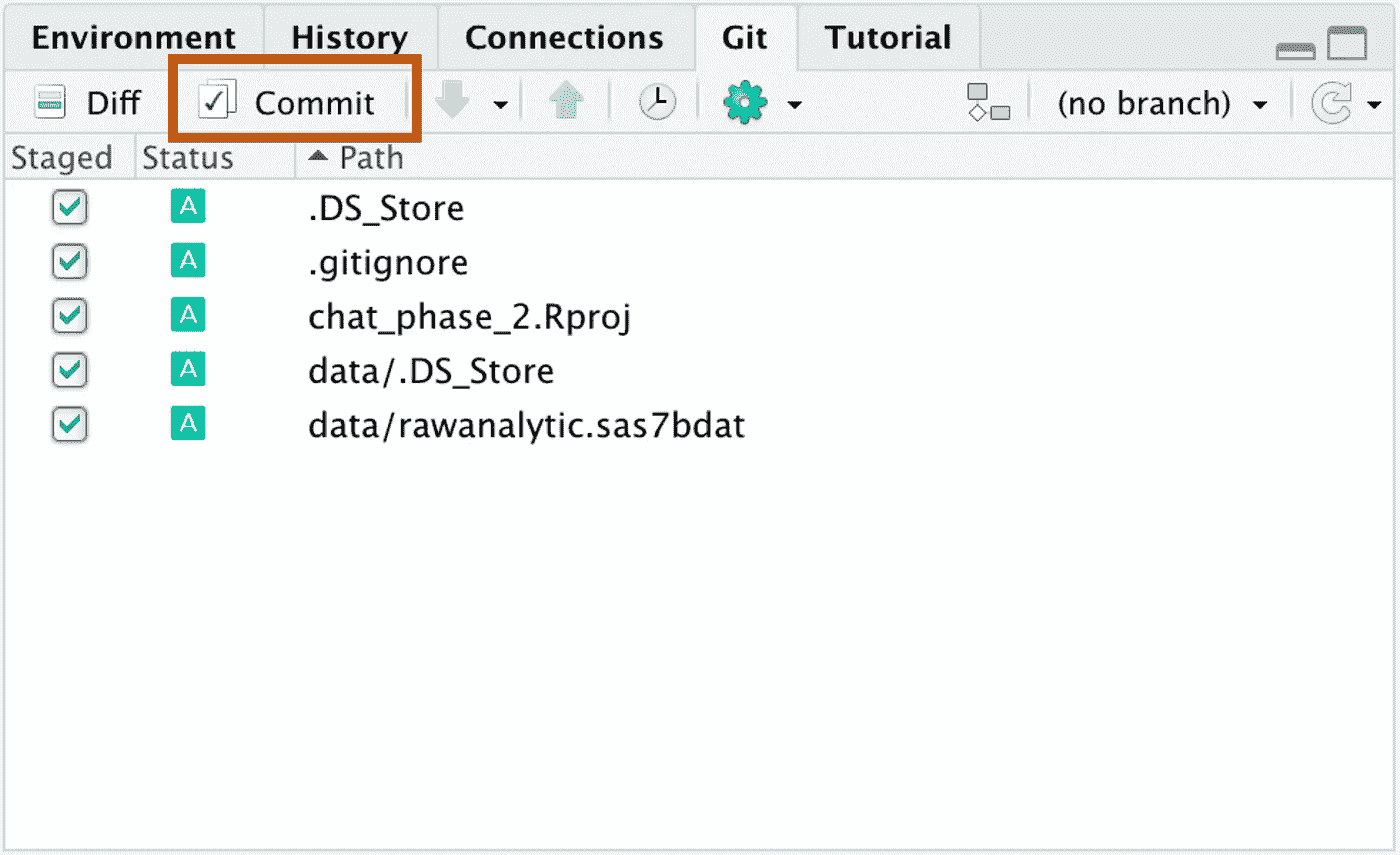 Environment History Connections Git Tutorial
Diff Commit (no branch)
Staged Status Path
A .DS_Store
A .gitignore
A chat_phase_2.Rproj
A data/.DS_Store
A data/rawanalytic.sas7bdat